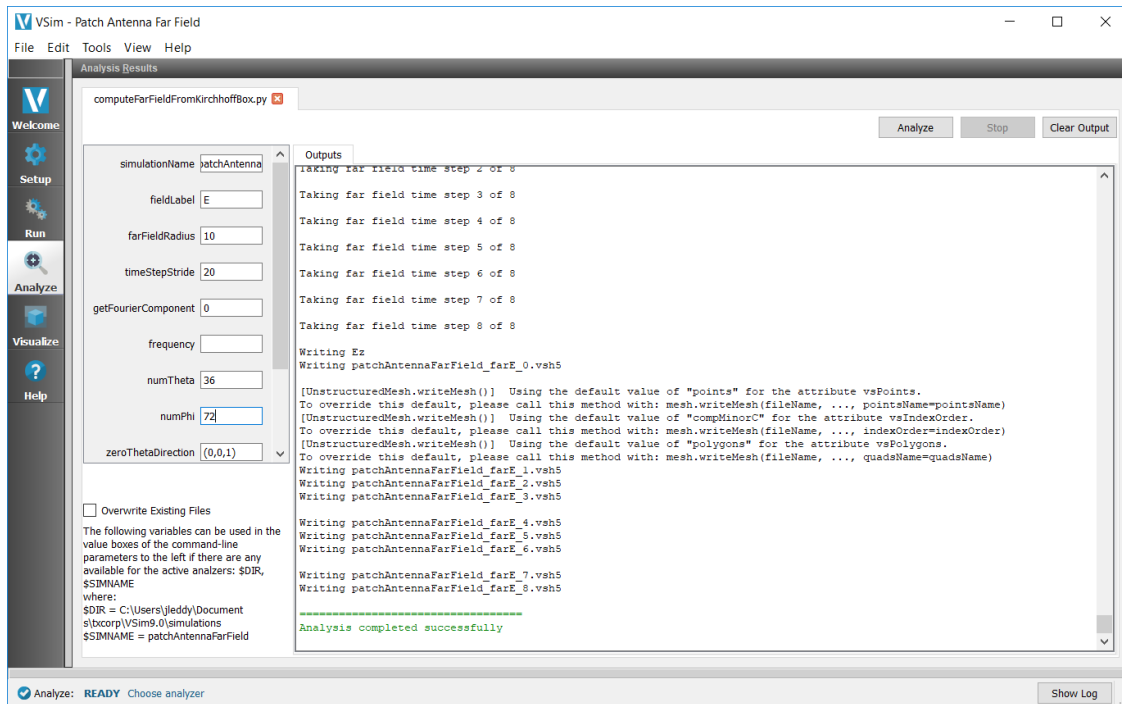 VSim - Patch Antenna Far Field
File Edit Tools View Help
Analysis Results
Welcome
Setup
Run
Analyze
Visualize
Help
computeFarFieldFromKirchhoffBox.py
Analyze Stop Clear Output
simulationName patchAntenna
fieldLabel E
farFieldRadius 10
timeStepStride 20
getFourierComponent 0
frequency
numTheta 36
numPhi 72
zeroThetaDirection (0,0,1)
Overwrite Existing Files
The following variables can be used in the
value boxes of the command-line
parameters to the left if there are any
available for the active analzers: $DIR,
$SIMNAME
where:
$DIR = C:\Users\jleddy\Document
s\txcorp\VSim9.0\simulations
$SIMNAME = patchAntennaFarField
Outputs
Taking far field time step 2 of 8
Taking far field time step 3 of 8
Taking far field time step 4 of 8
Taking far field time step 5 of 8
Taking far field time step 6 of 8
Taking far field time step 7 of 8
Taking far field time step 8 of 8
Writing Ez
Writing patchAntennaFarField_farE_0.vsh5
[UnstructuredMesh.writeMesh()] Using the default value of "points" for the attribute vsPoints.
To override this default, please call this method with: mesh.writeMesh(fileName, ..., pointsName=pointsName)
[UnstructuredMesh.writeMesh()] Using the default value of "compMinorC" for the attribute vsIndexOrder.
To override this default, please call this method with: mesh.writeMesh(fileName, ..., indexOrder=indexOrder)
[UnstructuredMesh.writeMesh()] Using the default value of "polygons" for the attribute vsPolygons.
To override this default, please call this method with: mesh.writeMesh(fileName, ..., quadsName=quadsName)
Writing patchAntennaFarField_farE_1.vsh5
Writing patchAntennaFarField_farE_2.vsh5
Writing patchAntennaFarField_farE_3.vsh5
Writing patchAntennaFarField_farE_4.vsh5
Writing patchAntennaFarField_farE_5.vsh5
Writing patchAntennaFarField_farE_6.vsh5
Writing patchAntennaFarField_farE_7.vsh5
Writing patchAntennaFarField_farE_8.vsh5
==================================
Analysis completed successfully
Analyze: READY Choose analyzer
Show Log